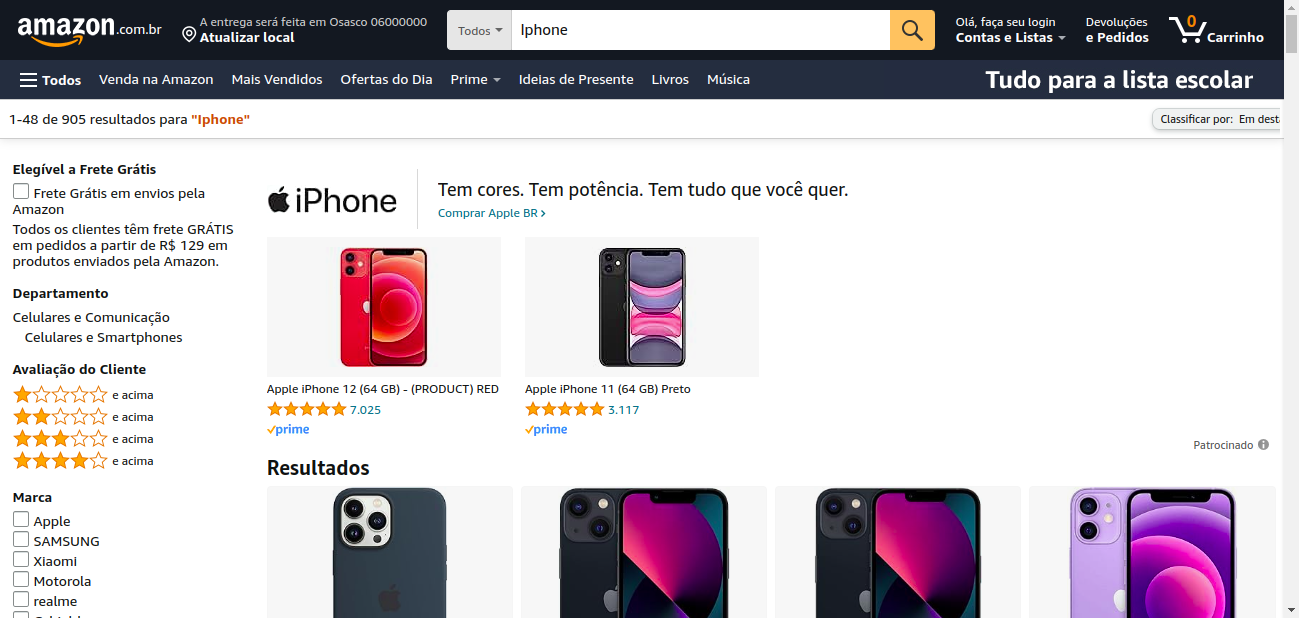 amazon.com.br
A entrega será feita em Osasco 06000000
Atualizar local
Todos
Iphone
Olá, faça seu login
Contas e Listas
Devoluções
e Pedidos
0
Carrinho
Todos
Venda na Amazon
Mais Vendidos
Ofertas do Dia
Prime
Ideias de Presente
Livros
Música
Tudo para a lista escolar
1-48 de 905 resultados para "Iphone"
Classificar por: Em dest
Elegível a Frete Grátis
Frete Grátis em envios pela
Amazon
Todos os clientes têm frete GRÁTIS
em pedidos a partir de R$ 129 em
produtos enviados pela Amazon.
Departamento
Celulares e Comunicação
Celulares e Smartphones
Avaliação do Cliente
e acima
e acima
e acima
e acima
Marca
Apple
SAMSUNG
Xiaomi
Motorola
realme
iPhone
Tem cores. Tem potência. Tem tudo que você quer.
Comprar Apple BR ›
Apple iPhone 12 (64 GB) - (PRODUCT) RED
7.025
prime
Apple iPhone 11 (64 GB) Preto
3.117
prime
Patrocinado
Resultados